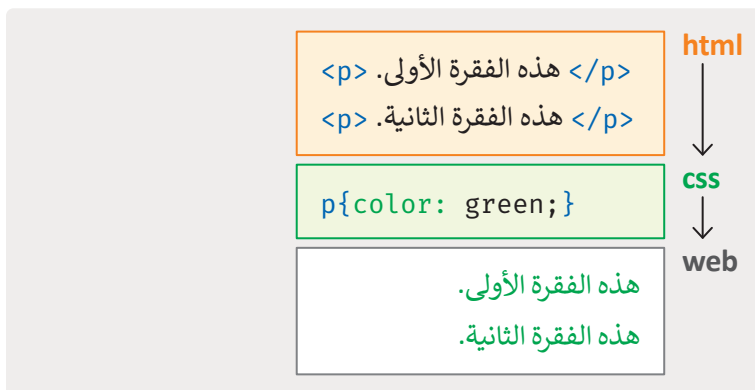 html
<p> هذه الفقرة الأولى. </p>
<p> هذه الفقرة الثانية. </p>
css
p{color: green;}
web
هذه الفقرة الأولى.
هذه الفقرة الثانية.